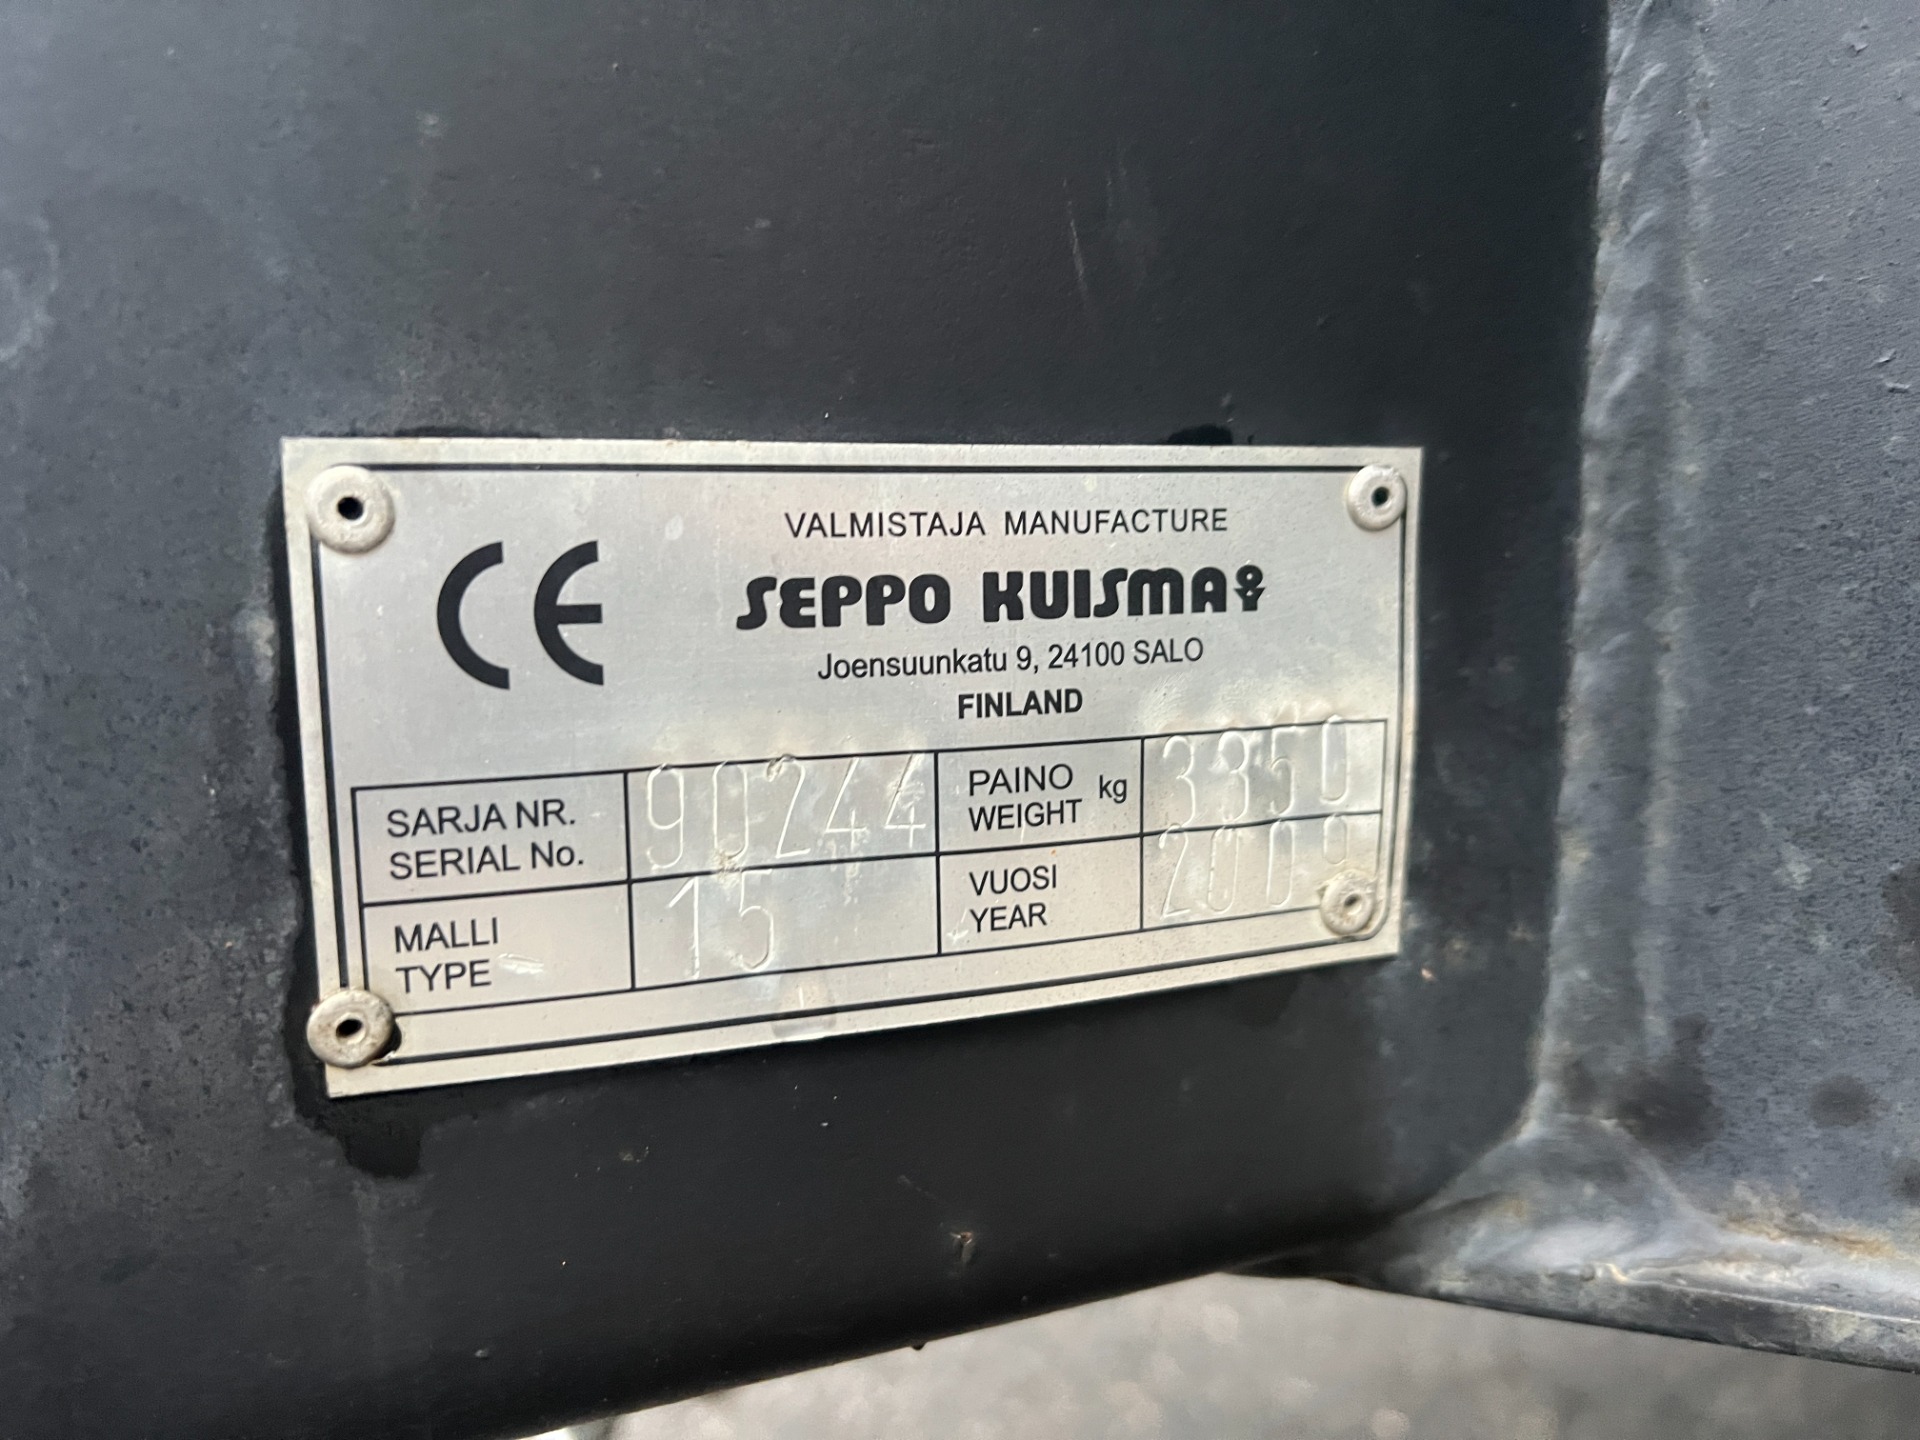 VALMISTAJA MANUFACTURE
CE
SEPPO KUISMA
Joensuunkatu 9, 24100 SALO
FINLAND
SARJA NR. SERIAL No. 90244 PAINO WEIGHT kg 3350
MALLI TYPE 15 VUOSI YEAR 2009